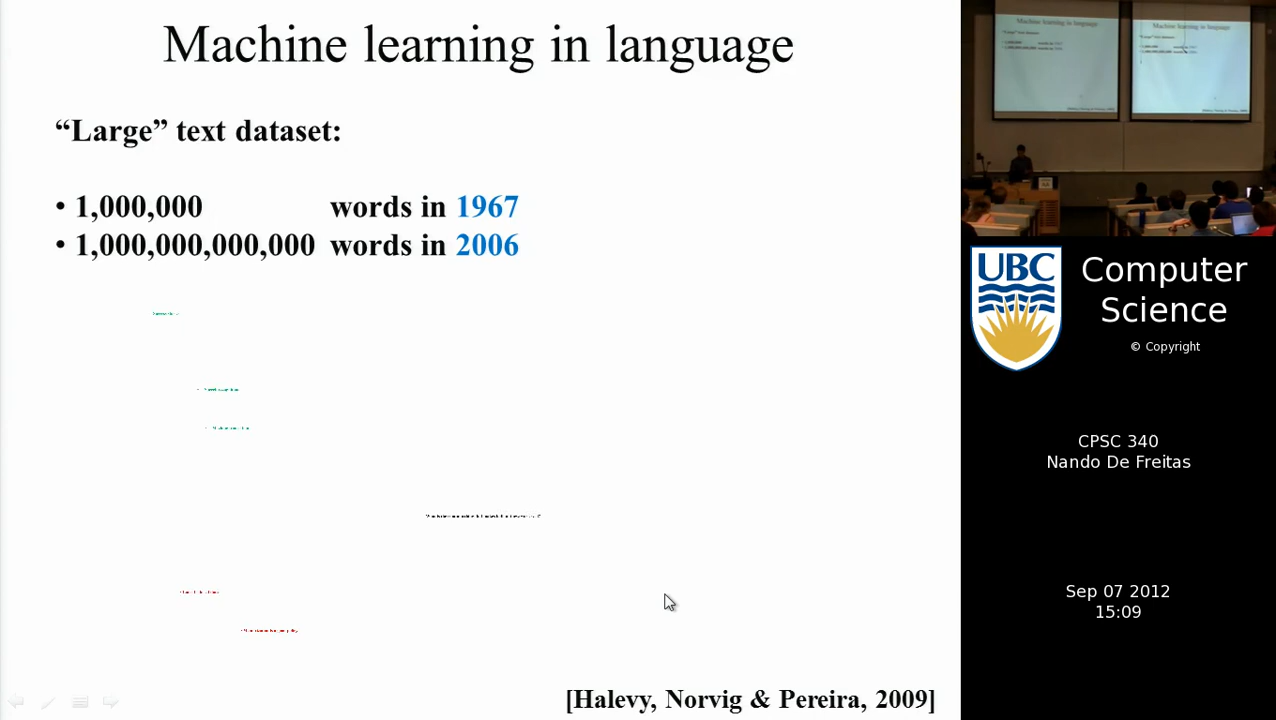 Machine learning in language
“Large” text dataset:
• 1,000,000 words in 1967
• 1,000,000,000,000 words in 2006
[Halevy, Norvig & Pereira, 2009]
UBC
Computer
Science
© Copyright
CPSC 340
Nando De Freitas
Sep 07 2012
15:09